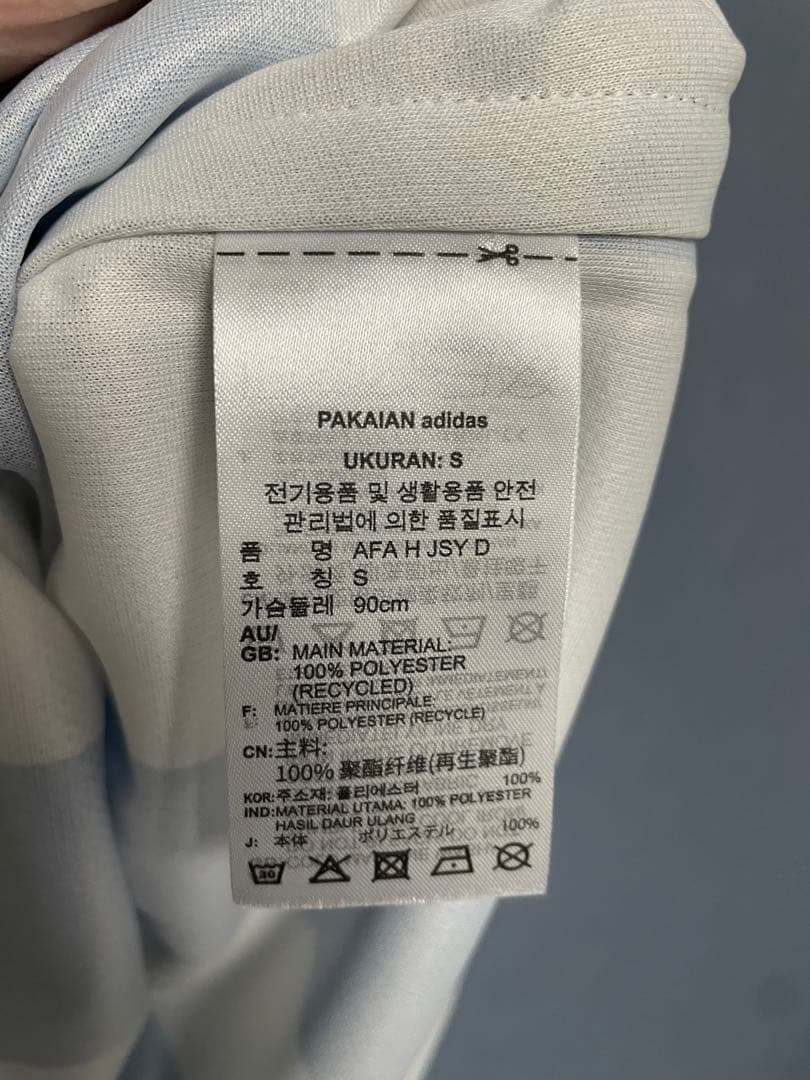 PAKAIAN adidas
UKURAN: S
전기용품 및 생활용품 안전
관리법에 의한 품질표시
품 명 AFA H JSY D
호 칭 S
가슴둘레 90cm
AU/
GB: MAIN MATERIAL:
100% POLYESTER
(RECYCLED)
F: MATIERE PRINCIPALE:
100% POLYESTER (RECYCLE)
CN: 主料:
100% 聚酯纤维(再生聚酯)
KOR: 주소재: 폴리에스터 100%
IND: MATERIAL UTAMA: 100% POLYESTER
HASIL DAUR ULANG
J: 本体 ポリエステル 100%
30